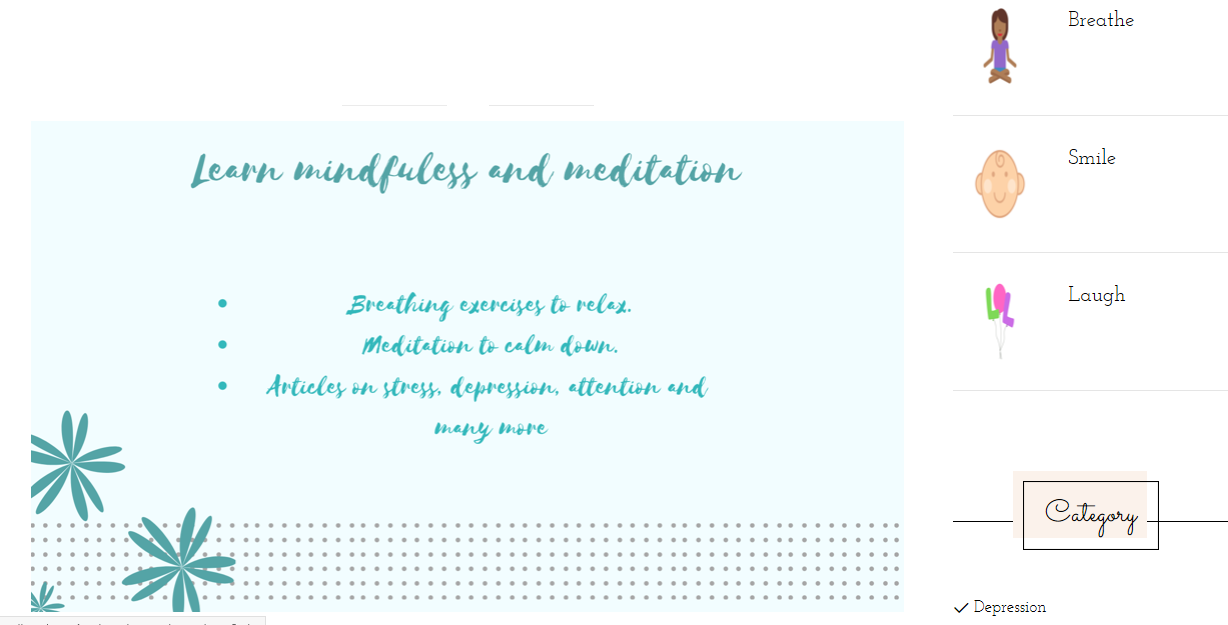 Learn mindfuless and meditation
Breathing exercises to relax.
Meditation to calm down.
Articles on stress, depression, attention and
many more
Breathe
Smile
Laugh
Category
Depression